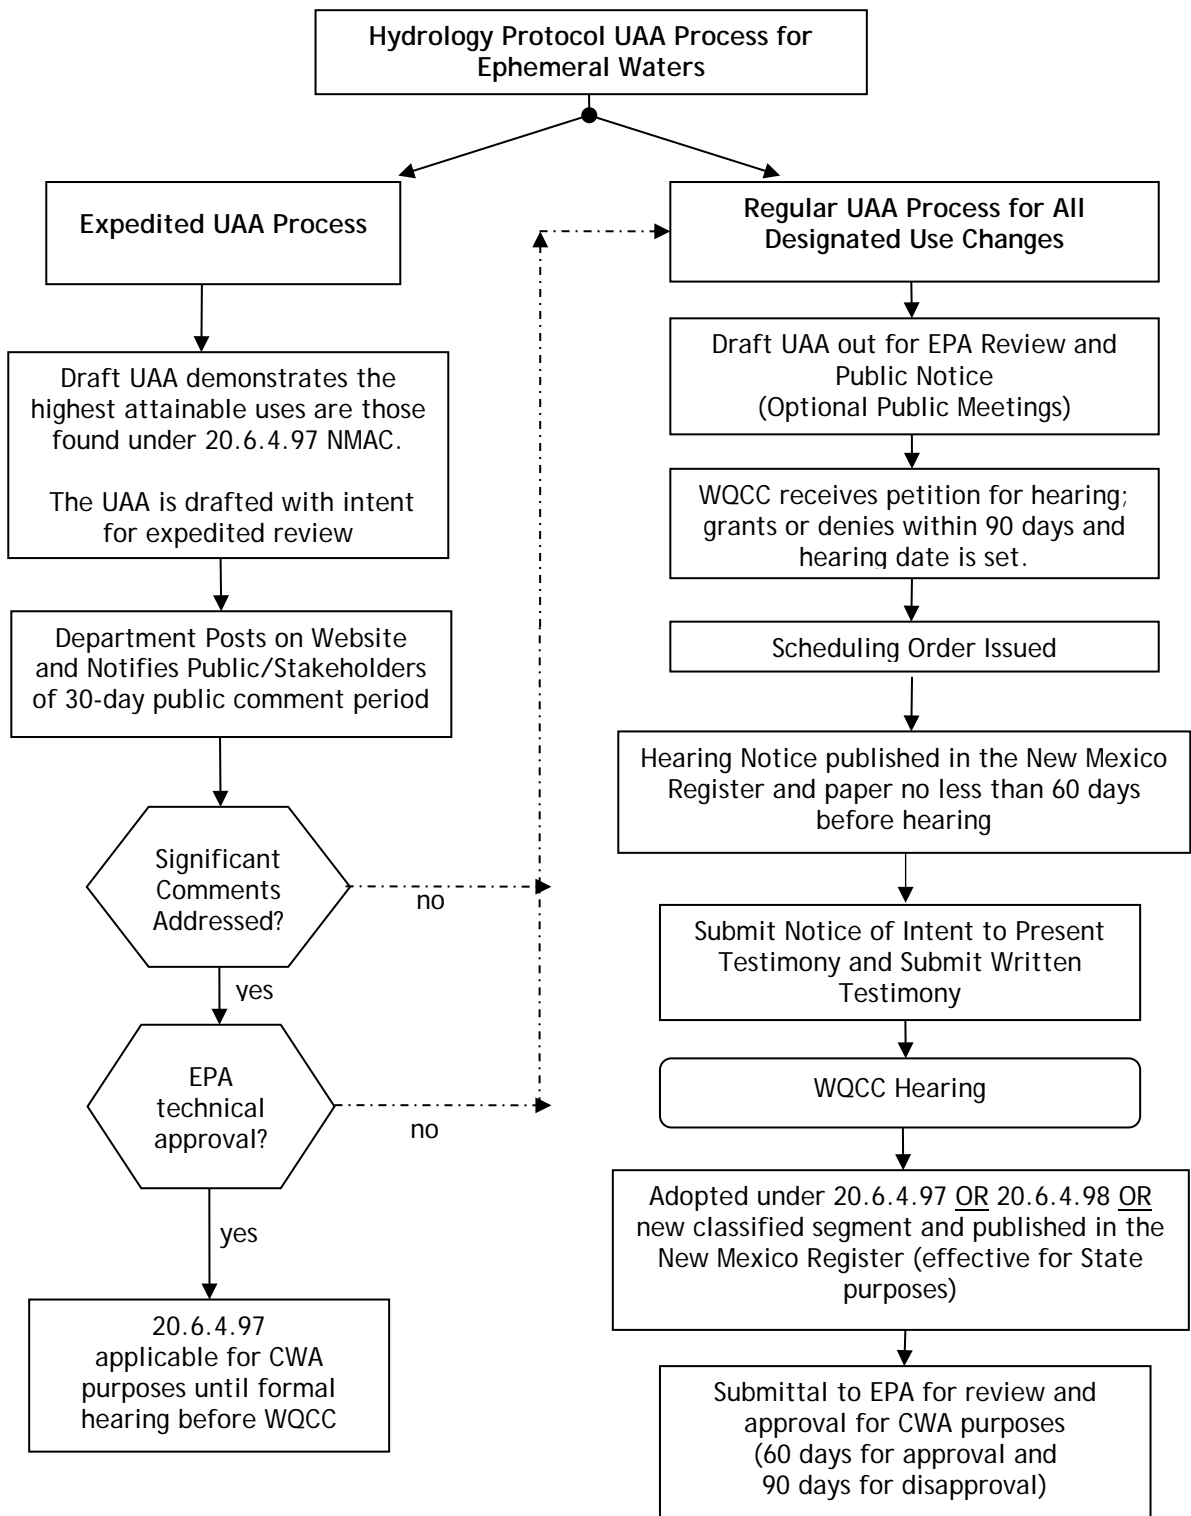 Hydrology Protocol UAA Process for
Ephemeral Waters
Expedited UAA Process
Draft UAA demonstrates the
highest attainable uses are those
found under 20.6.4.97 NMAC.
The UAA is drafted with intent
for expedited review
Department Posts on Website
and Notifies Public/Stakeholders
of 30-day public comment period
Significant
Comments
Addressed?
no
yes
EPA
technical
approval?
no
yes
20.6.4.97
applicable for CWA
purposes until formal
hearing before WQCC
Regular UAA Process for All
Designated Use Changes
Draft UAA out for EPA Review and
Public Notice
(Optional Public Meetings)
WQCC receives petition for hearing;
grants or denies within 90 days and
hearing date is set.
Scheduling Order Issued
Hearing Notice published in the New Mexico
Register and paper no less than 60 days
before hearing
Submit Notice of Intent to Present
Testimony and Submit Written
Testimony
WQCC Hearing
Adopted under 20.6.4.97 OR 20.6.4.98 OR
new classified segment and published in the
New Mexico Register (effective for State
purposes)
Submittal to EPA for review and
approval for CWA purposes
(60 days for approval and
90 days for disapproval)